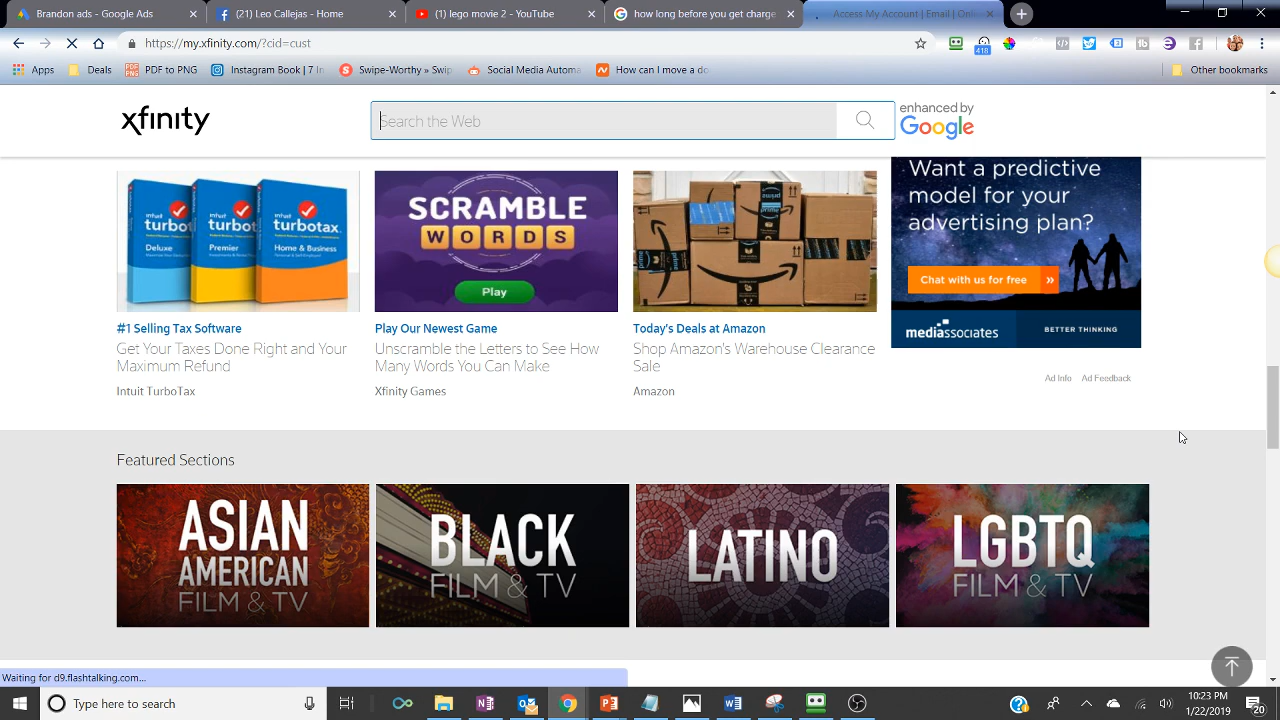 Brandon ads - Google Ads
(20) Leo Callejas - Facebook
(1) lego movie 2 - YouTube
how long before you get charge
Access My Account | Email | Onli
https://my.xfinity.com/?cid=cust
418
Apps
Deals
PDF to PNG
Instagram Book | 7 In
Swipe-Worthy » Swip
Social Media Automa
How can I move a do
Other bookmarks
xfinity
Search the Web
enhanced by
Google
intuit
turbotax
Deluxe
Premier
Home & Business
SCRAMBLE
WORDS
Play
prime
Want a predictive
model for your
advertising plan?
Chat with us for free »
mediassociates
BETTER THINKING
#1 Selling Tax Software
Get Your Taxes Done Right and Your
Maximum Refund
Intuit TurboTax
Play Our Newest Game
Unscramble the Letters to See How
Many Words You Can Make
Xfinity Games
Today's Deals at Amazon
Shop Amazon's Warehouse Clearance
Sale
Amazon
Ad Info
Ad Feedback
Featured Sections
ASIAN
AMERICAN
FILM & TV
BLACK
FILM & TV
LATINO
LGBTQ
FILM & TV
Waiting for d9.flashtalking.com...
Type here to search
10:23 PM
1/22/2019
20